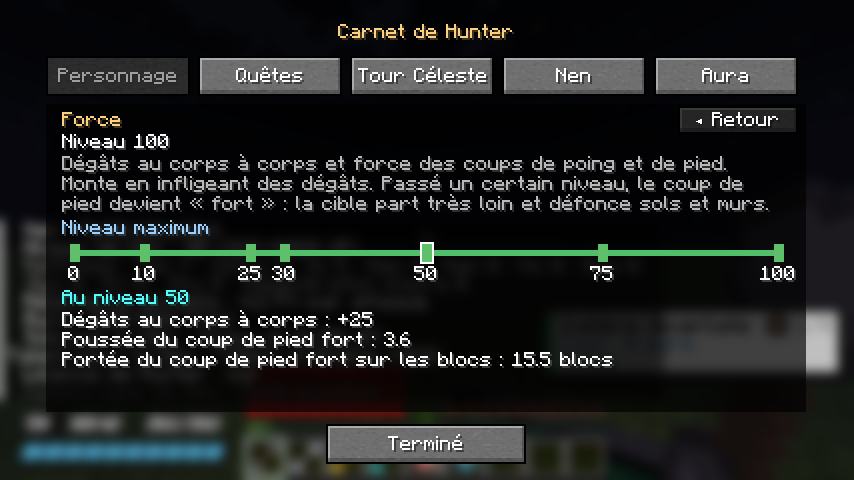 Carnet de Hunter
Personnage
Quêtes
Tour Céleste
Nen
Aura
Force
◂ Retour
Niveau 100
Dégâts au corps à corps et force des coups de poing et de pied.
Monte en infligeant des dégâts. Passé un certain niveau, le coup de
pied devient « fort » : la cible part très loin et défonce sols et murs.
Niveau maximum
0 10 25 30 50 75 100
Au niveau 50
Dégâts au corps à corps : +25
Poussée du coup de pied fort : 3.6
Portée du coup de pied fort sur les blocs : 15.5 blocs
Terminé